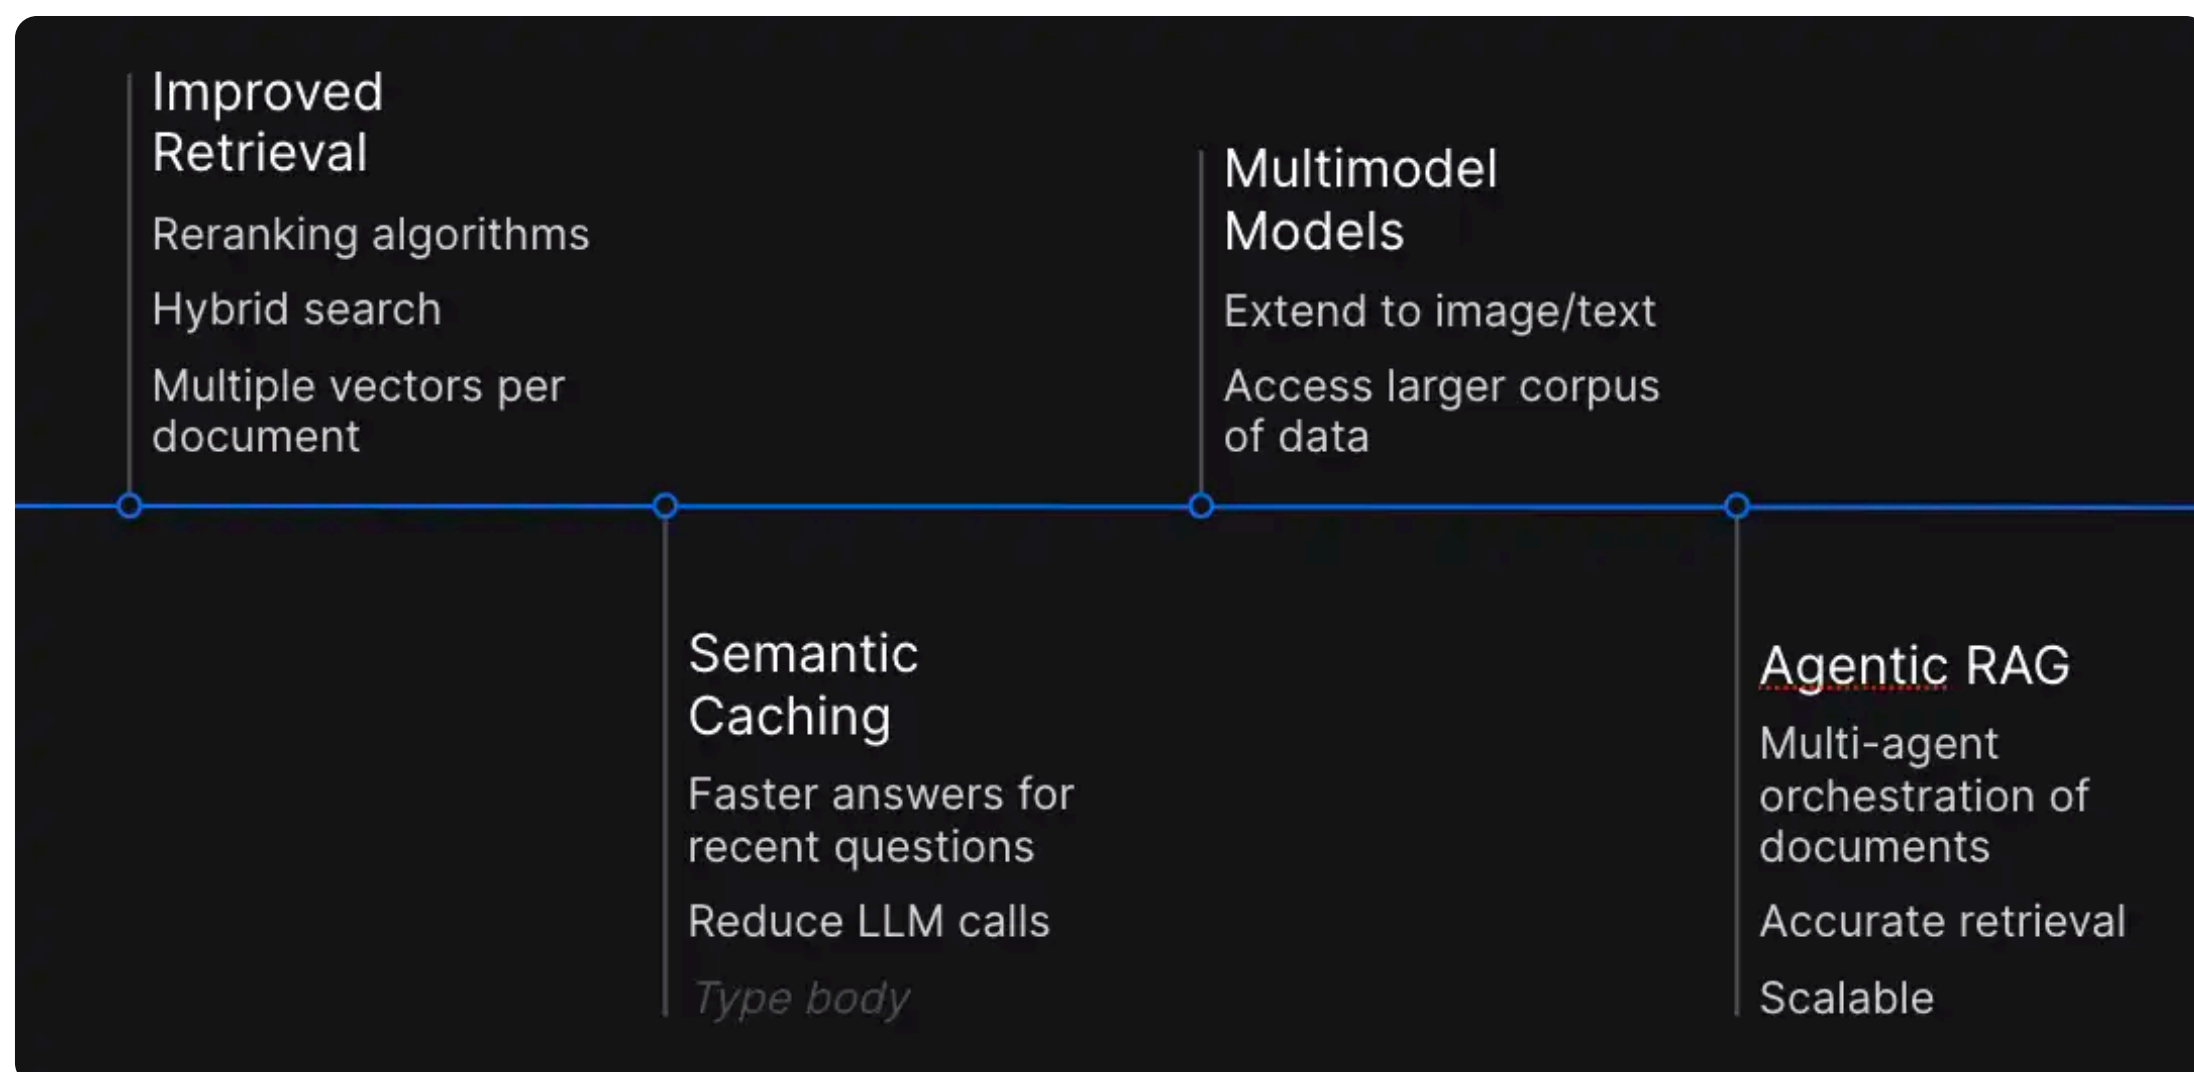 Improved
Retrieval
Reranking algorithms
Hybrid search
Multiple vectors per
document
Semantic
Caching
Faster answers for
recent questions
Reduce LLM calls
Type body
Multimodel
Models
Extend to image/text
Access larger corpus
of data
Agentic RAG
Multi-agent
orchestration of
documents
Accurate retrieval
Scalable